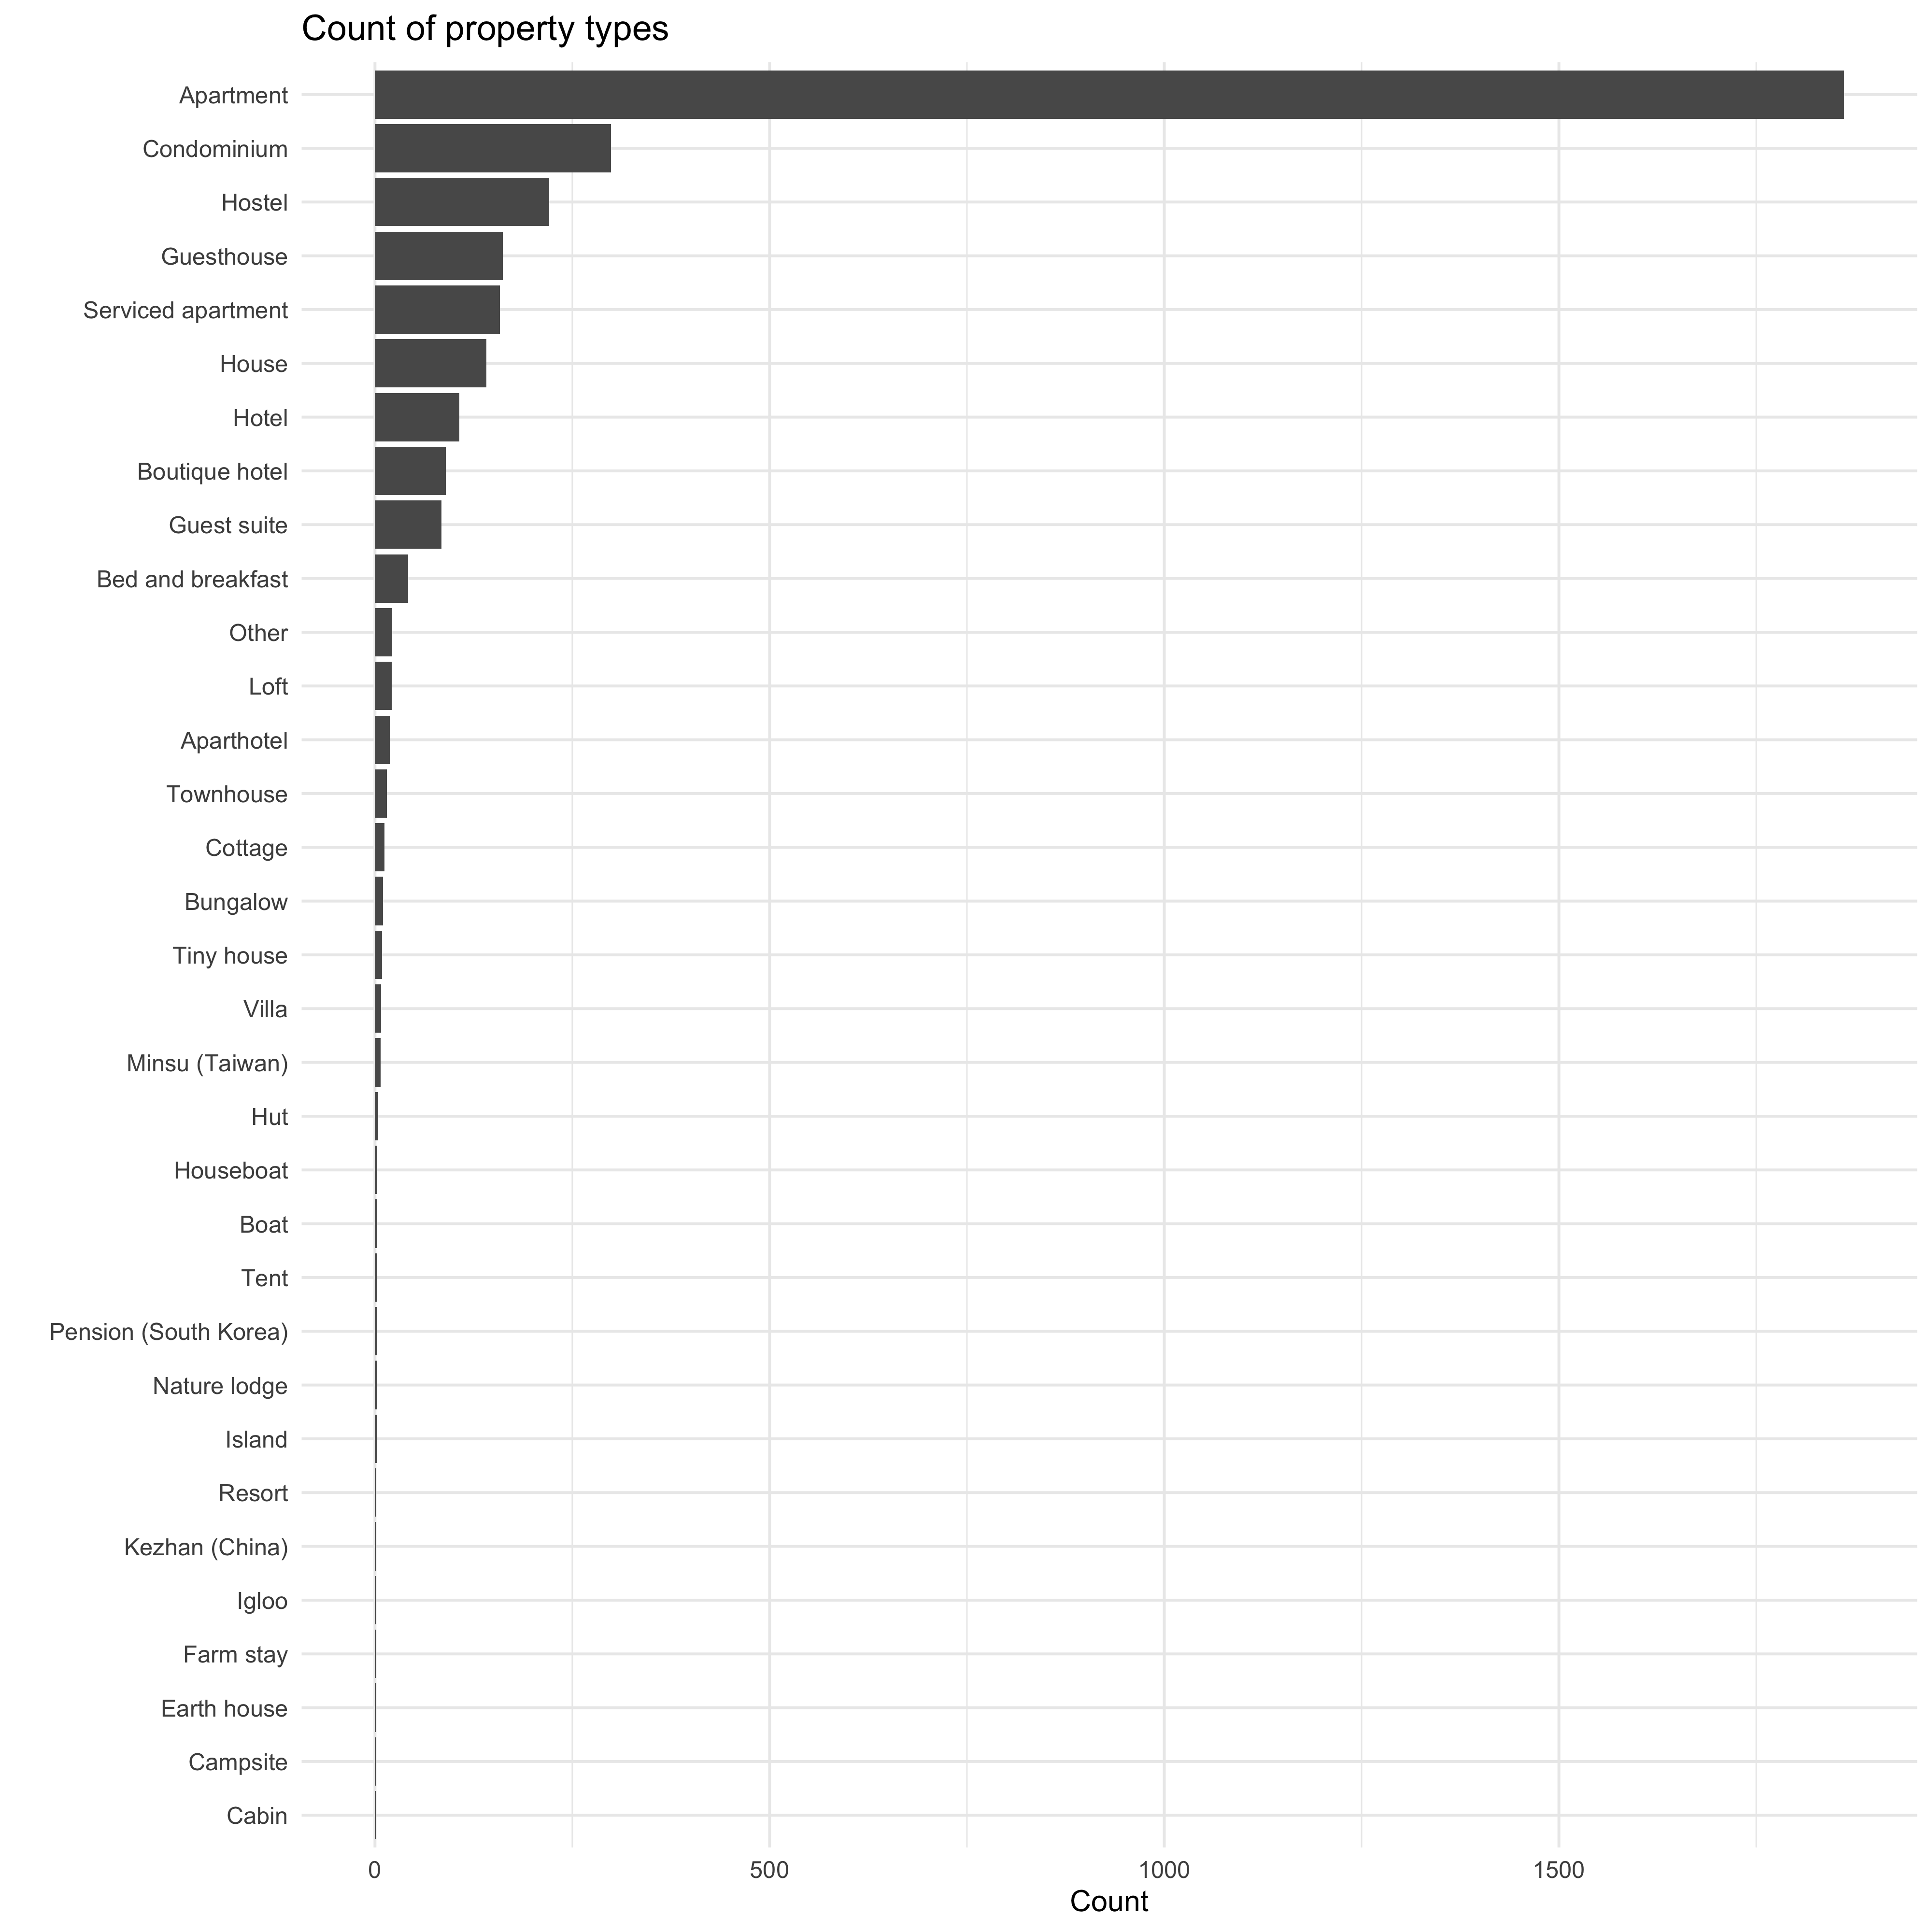 Count of property types
Apartment
Condominium
Hostel
Guesthouse
Serviced apartment
House
Hotel
Boutique hotel
Guest suite
Bed and breakfast
Other
Loft
Aparthotel
Townhouse
Cottage
Bungalow
Tiny house
Villa
Minsu (Taiwan)
Hut
Houseboat
Boat
Tent
Pension (South Korea)
Nature lodge
Island
Resort
Kezhan (China)
Igloo
Farm stay
Earth house
Campsite
Cabin
0 500 1000 1500
Count